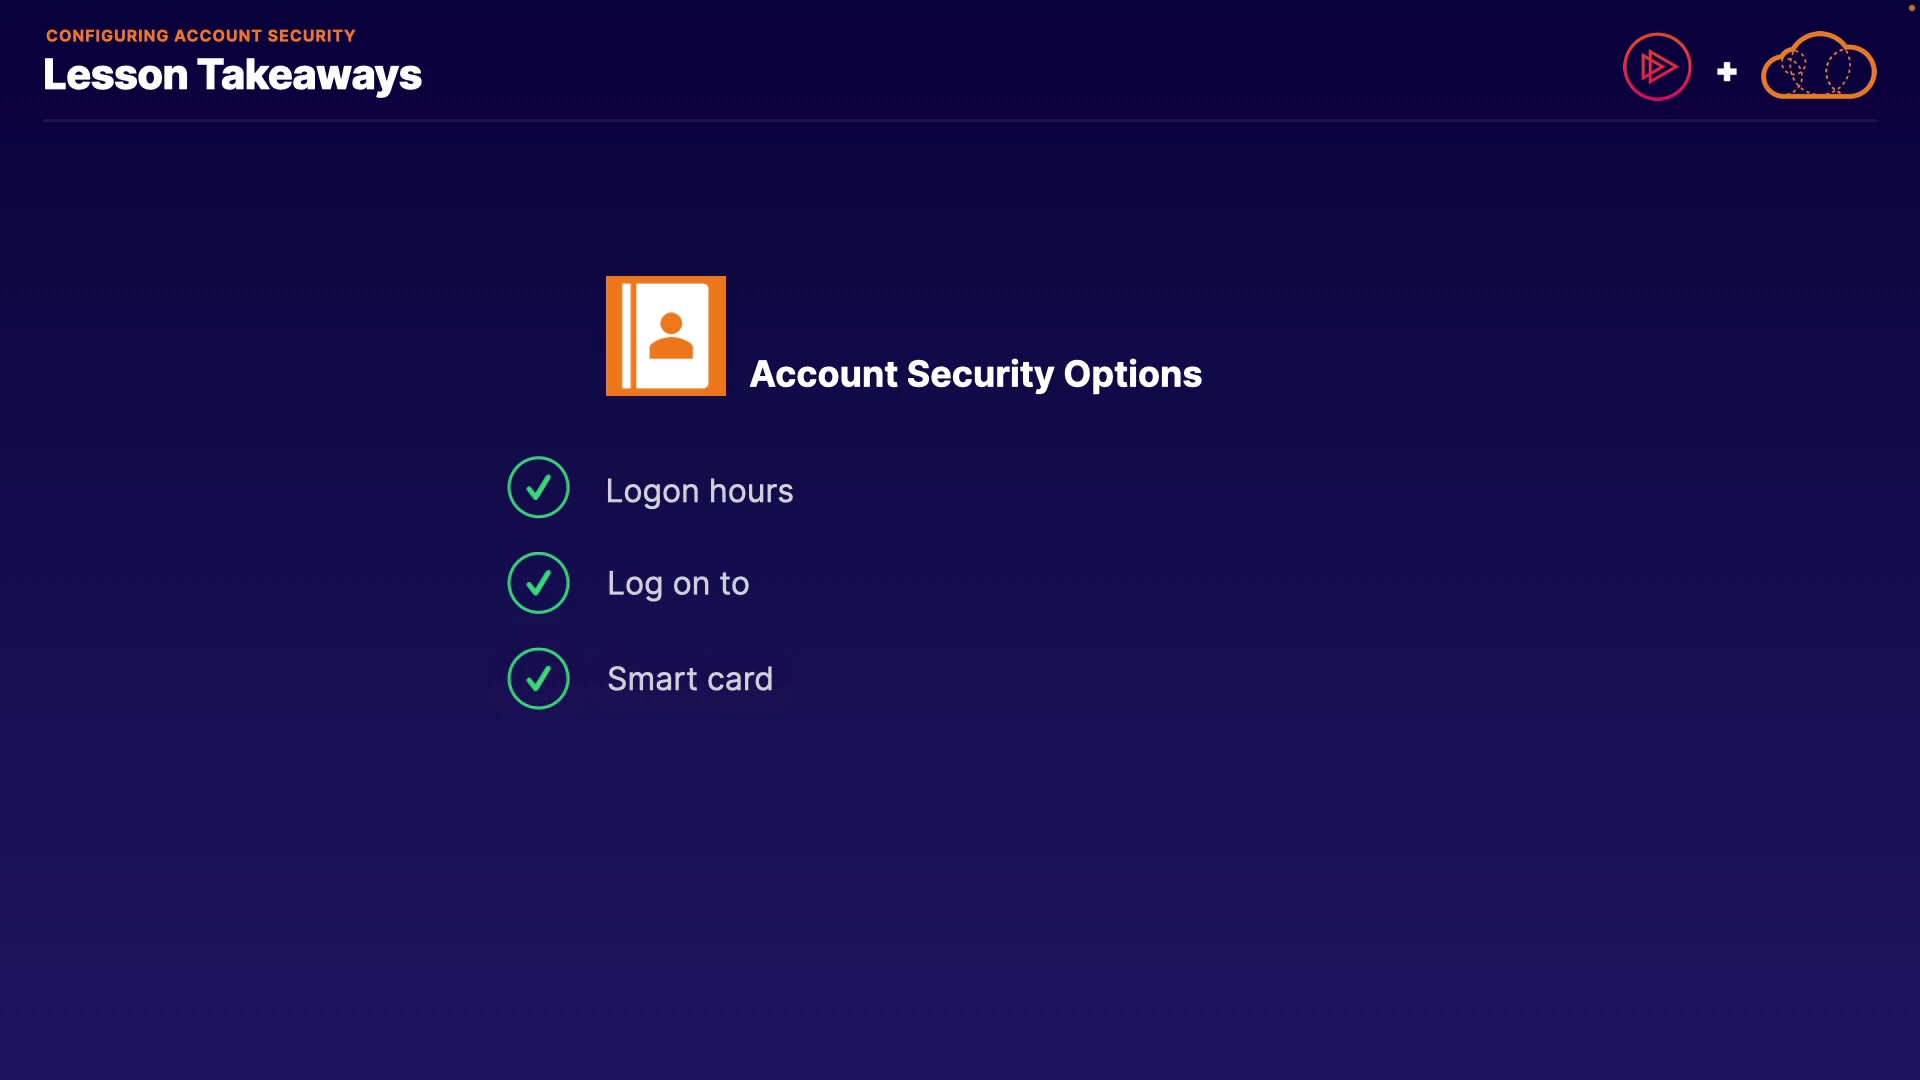 CONFIGURING ACCOUNT SECURITY
Lesson Takeaways
Account Security Options
Logon hours
Log on to
Smart card